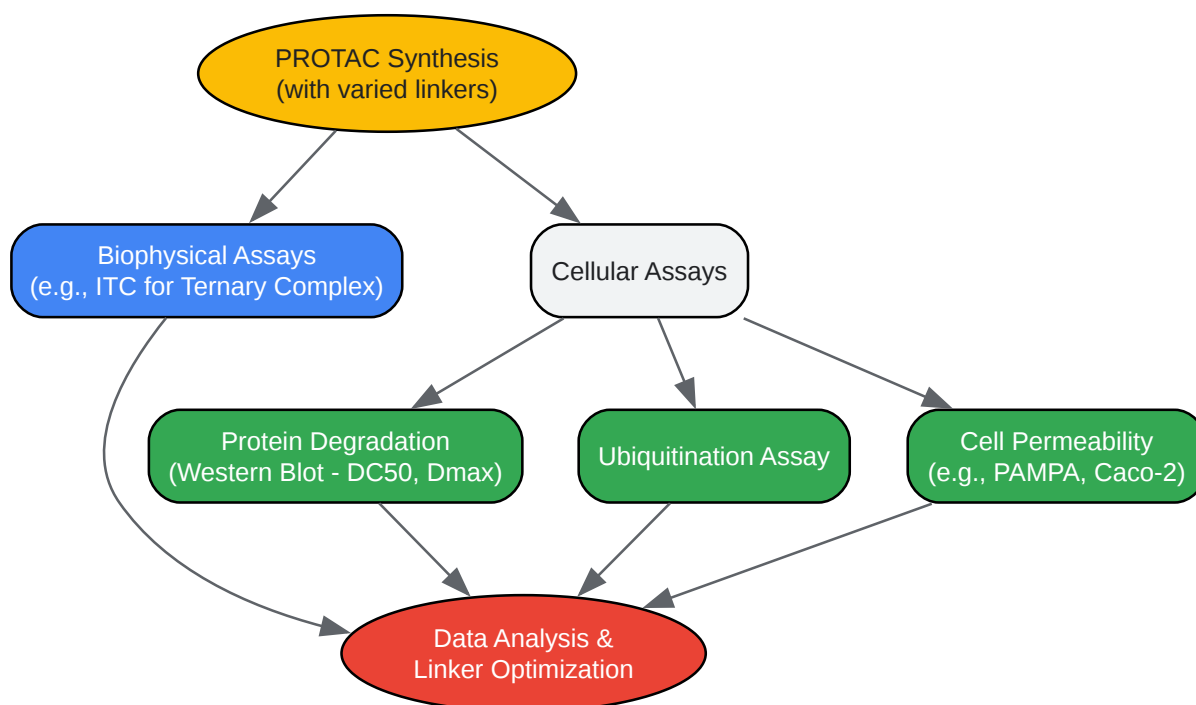 PROTAC Synthesis
(with varied linkers)
Biophysical Assays
(e.g., ITC for Ternary Complex)
Cellular Assays
Protein Degradation
(Western Blot - DC50, Dmax)
Ubiquitination Assay
Cell Permeability
(e.g., PAMPA, Caco-2)
Data Analysis &
Linker Optimization